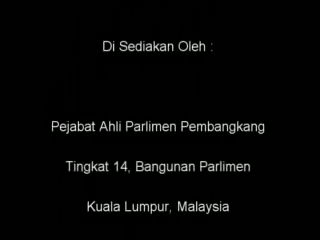 Di Sediakan Oleh :
Pejabat Ahli Parlimen Pembangkang
Tingkat 14, Bangunan Parlimen
Kuala Lumpur, Malaysia